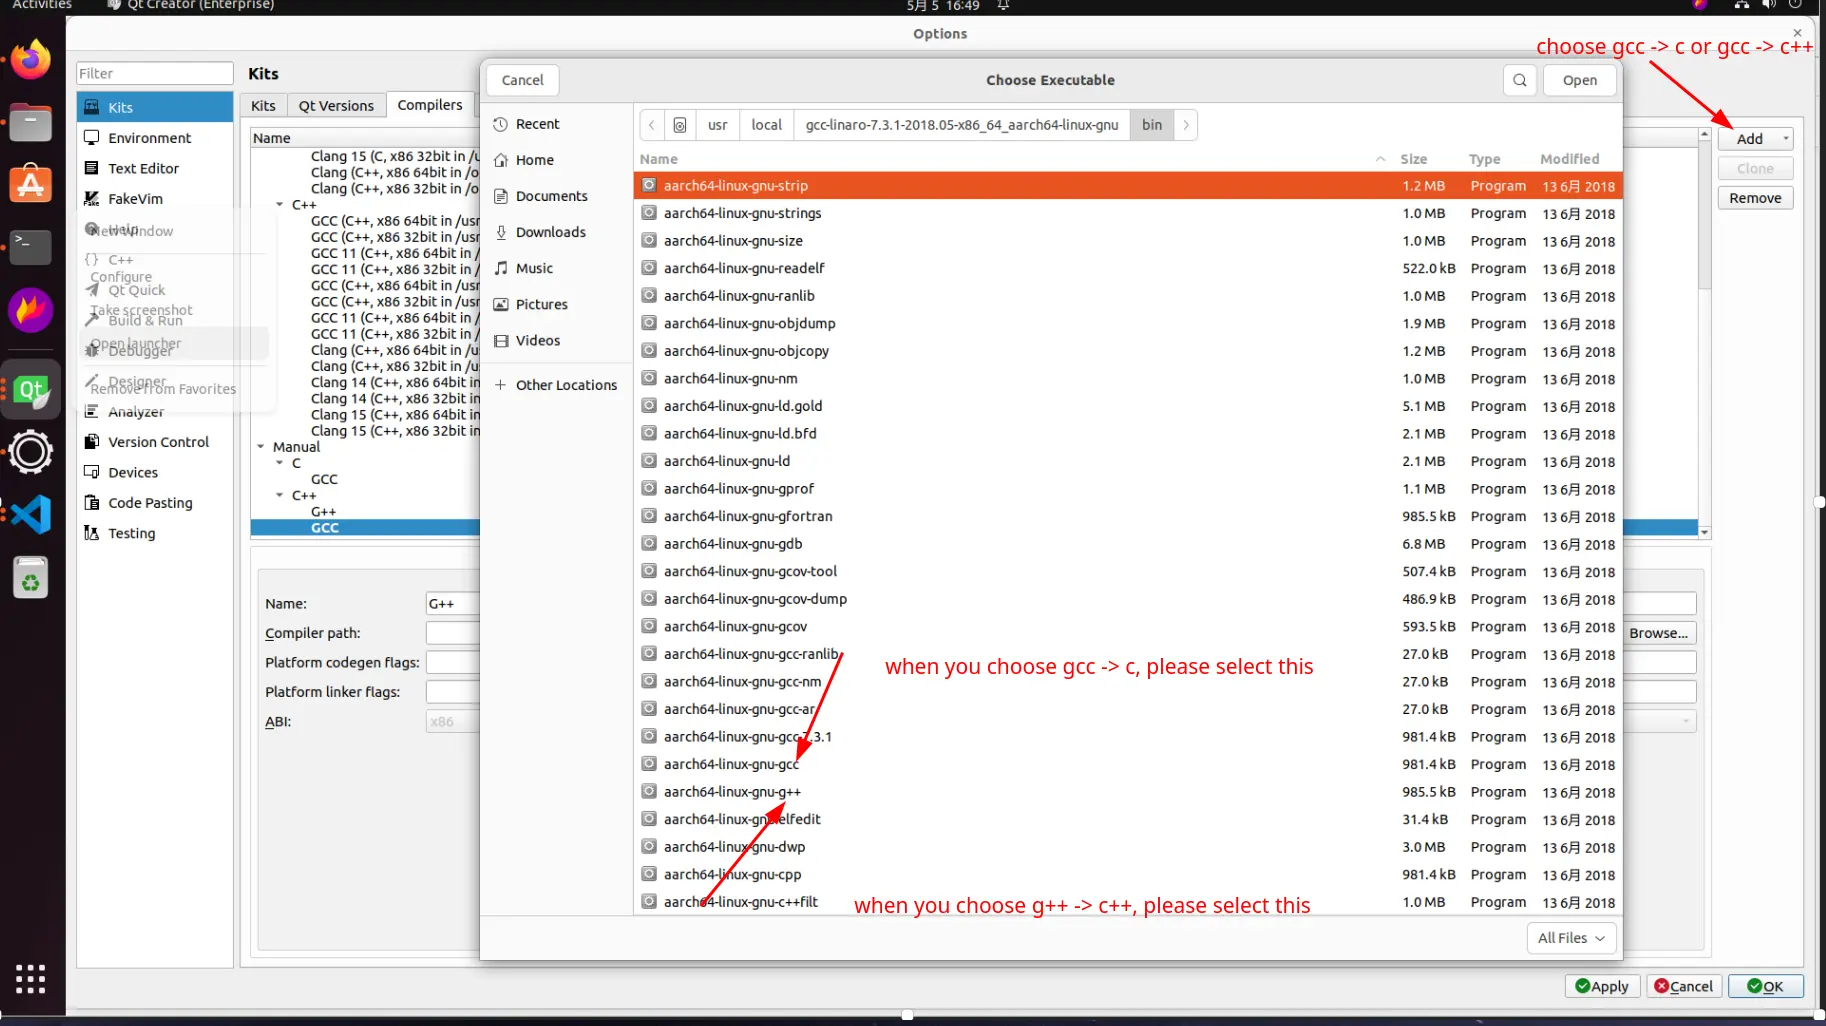 Activities
Qt Creator (Enterprise)
5月 5 16:49
Options
choose gcc -> c or gcc -> c++
Filter
Kits
Environment
Text Editor
FakeVim
Help
New Window
C++
Configure
Qt Quick
Take screenshot
Build & Run
Open launcher
Debugger
Designer
Remove from Favorites
Analyzer
Version Control
Devices
Code Pasting
Testing
Kits
Kits
Qt Versions
Compilers
Name
Clang 15 (C, x86 32bit in /u
Clang (C++, x86 64bit in /o
Clang (C++, x86 32bit in /o
C++
GCC (C++, x86 64bit in /usr
GCC (C++, x86 32bit in /usr
GCC 11 (C++, x86 64bit in /
GCC 11 (C++, x86 32bit in /
GCC (C++, x86 64bit in /usr
GCC (C++, x86 32bit in /usr
GCC 11 (C++, x86 64bit in /
GCC 11 (C++, x86 32bit in /
Clang (C++, x86 64bit in /u
Clang (C++, x86 32bit in /u
Clang 14 (C++, x86 64bit in
Clang 14 (C++, x86 32bit in
Clang 15 (C++, x86 64bit in
Clang 15 (C++, x86 32bit in
Manual
C
GCC
C++
G++
GCC
Name: G++
Compiler path:
Browse...
Platform codegen flags:
Platform linker flags:
ABI: x86
Add
Clone
Remove
Cancel
Choose Executable
Open
Recent
Home
Documents
Downloads
Music
Pictures
Videos
Other Locations
usr local gcc-linaro-7.3.1-2018.05-x86_64_aarch64-linux-gnu bin
Name Size Type Modified
aarch64-linux-gnu-strip 1.2 MB Program 13 6月 2018
aarch64-linux-gnu-strings 1.0 MB Program 13 6月 2018
aarch64-linux-gnu-size 1.0 MB Program 13 6月 2018
aarch64-linux-gnu-readelf 522.0 kB Program 13 6月 2018
aarch64-linux-gnu-ranlib 1.0 MB Program 13 6月 2018
aarch64-linux-gnu-objdump 1.9 MB Program 13 6月 2018
aarch64-linux-gnu-objcopy 1.2 MB Program 13 6月 2018
aarch64-linux-gnu-nm 1.0 MB Program 13 6月 2018
aarch64-linux-gnu-ld.gold 5.1 MB Program 13 6月 2018
aarch64-linux-gnu-ld.bfd 2.1 MB Program 13 6月 2018
aarch64-linux-gnu-ld 2.1 MB Program 13 6月 2018
aarch64-linux-gnu-gprof 1.1 MB Program 13 6月 2018
aarch64-linux-gnu-gfortran 985.5 kB Program 13 6月 2018
aarch64-linux-gnu-gdb 6.8 MB Program 13 6月 2018
aarch64-linux-gnu-gcov-tool 507.4 kB Program 13 6月 2018
aarch64-linux-gnu-gcov-dump 486.9 kB Program 13 6月 2018
aarch64-linux-gnu-gcov 593.5 kB Program 13 6月 2018
aarch64-linux-gnu-gcc-ranlib 27.0 kB Program 13 6月 2018
when you choose gcc -> c, please select this
aarch64-linux-gnu-gcc-nm 27.0 kB Program 13 6月 2018
aarch64-linux-gnu-gcc-ar 27.0 kB Program 13 6月 2018
aarch64-linux-gnu-gcc-7.3.1 981.4 kB Program 13 6月 2018
aarch64-linux-gnu-gcc 981.4 kB Program 13 6月 2018
aarch64-linux-gnu-g++ 985.5 kB Program 13 6月 2018
aarch64-linux-gnu-elfedit 31.4 kB Program 13 6月 2018
aarch64-linux-gnu-dwp 3.0 MB Program 13 6月 2018
aarch64-linux-gnu-cpp 981.4 kB Program 13 6月 2018
aarch64-linux-gnu-c++filt 1.0 MB Program 13 6月 2018
when you choose g++ -> c++, please select this
All Files
Apply
Cancel
OK